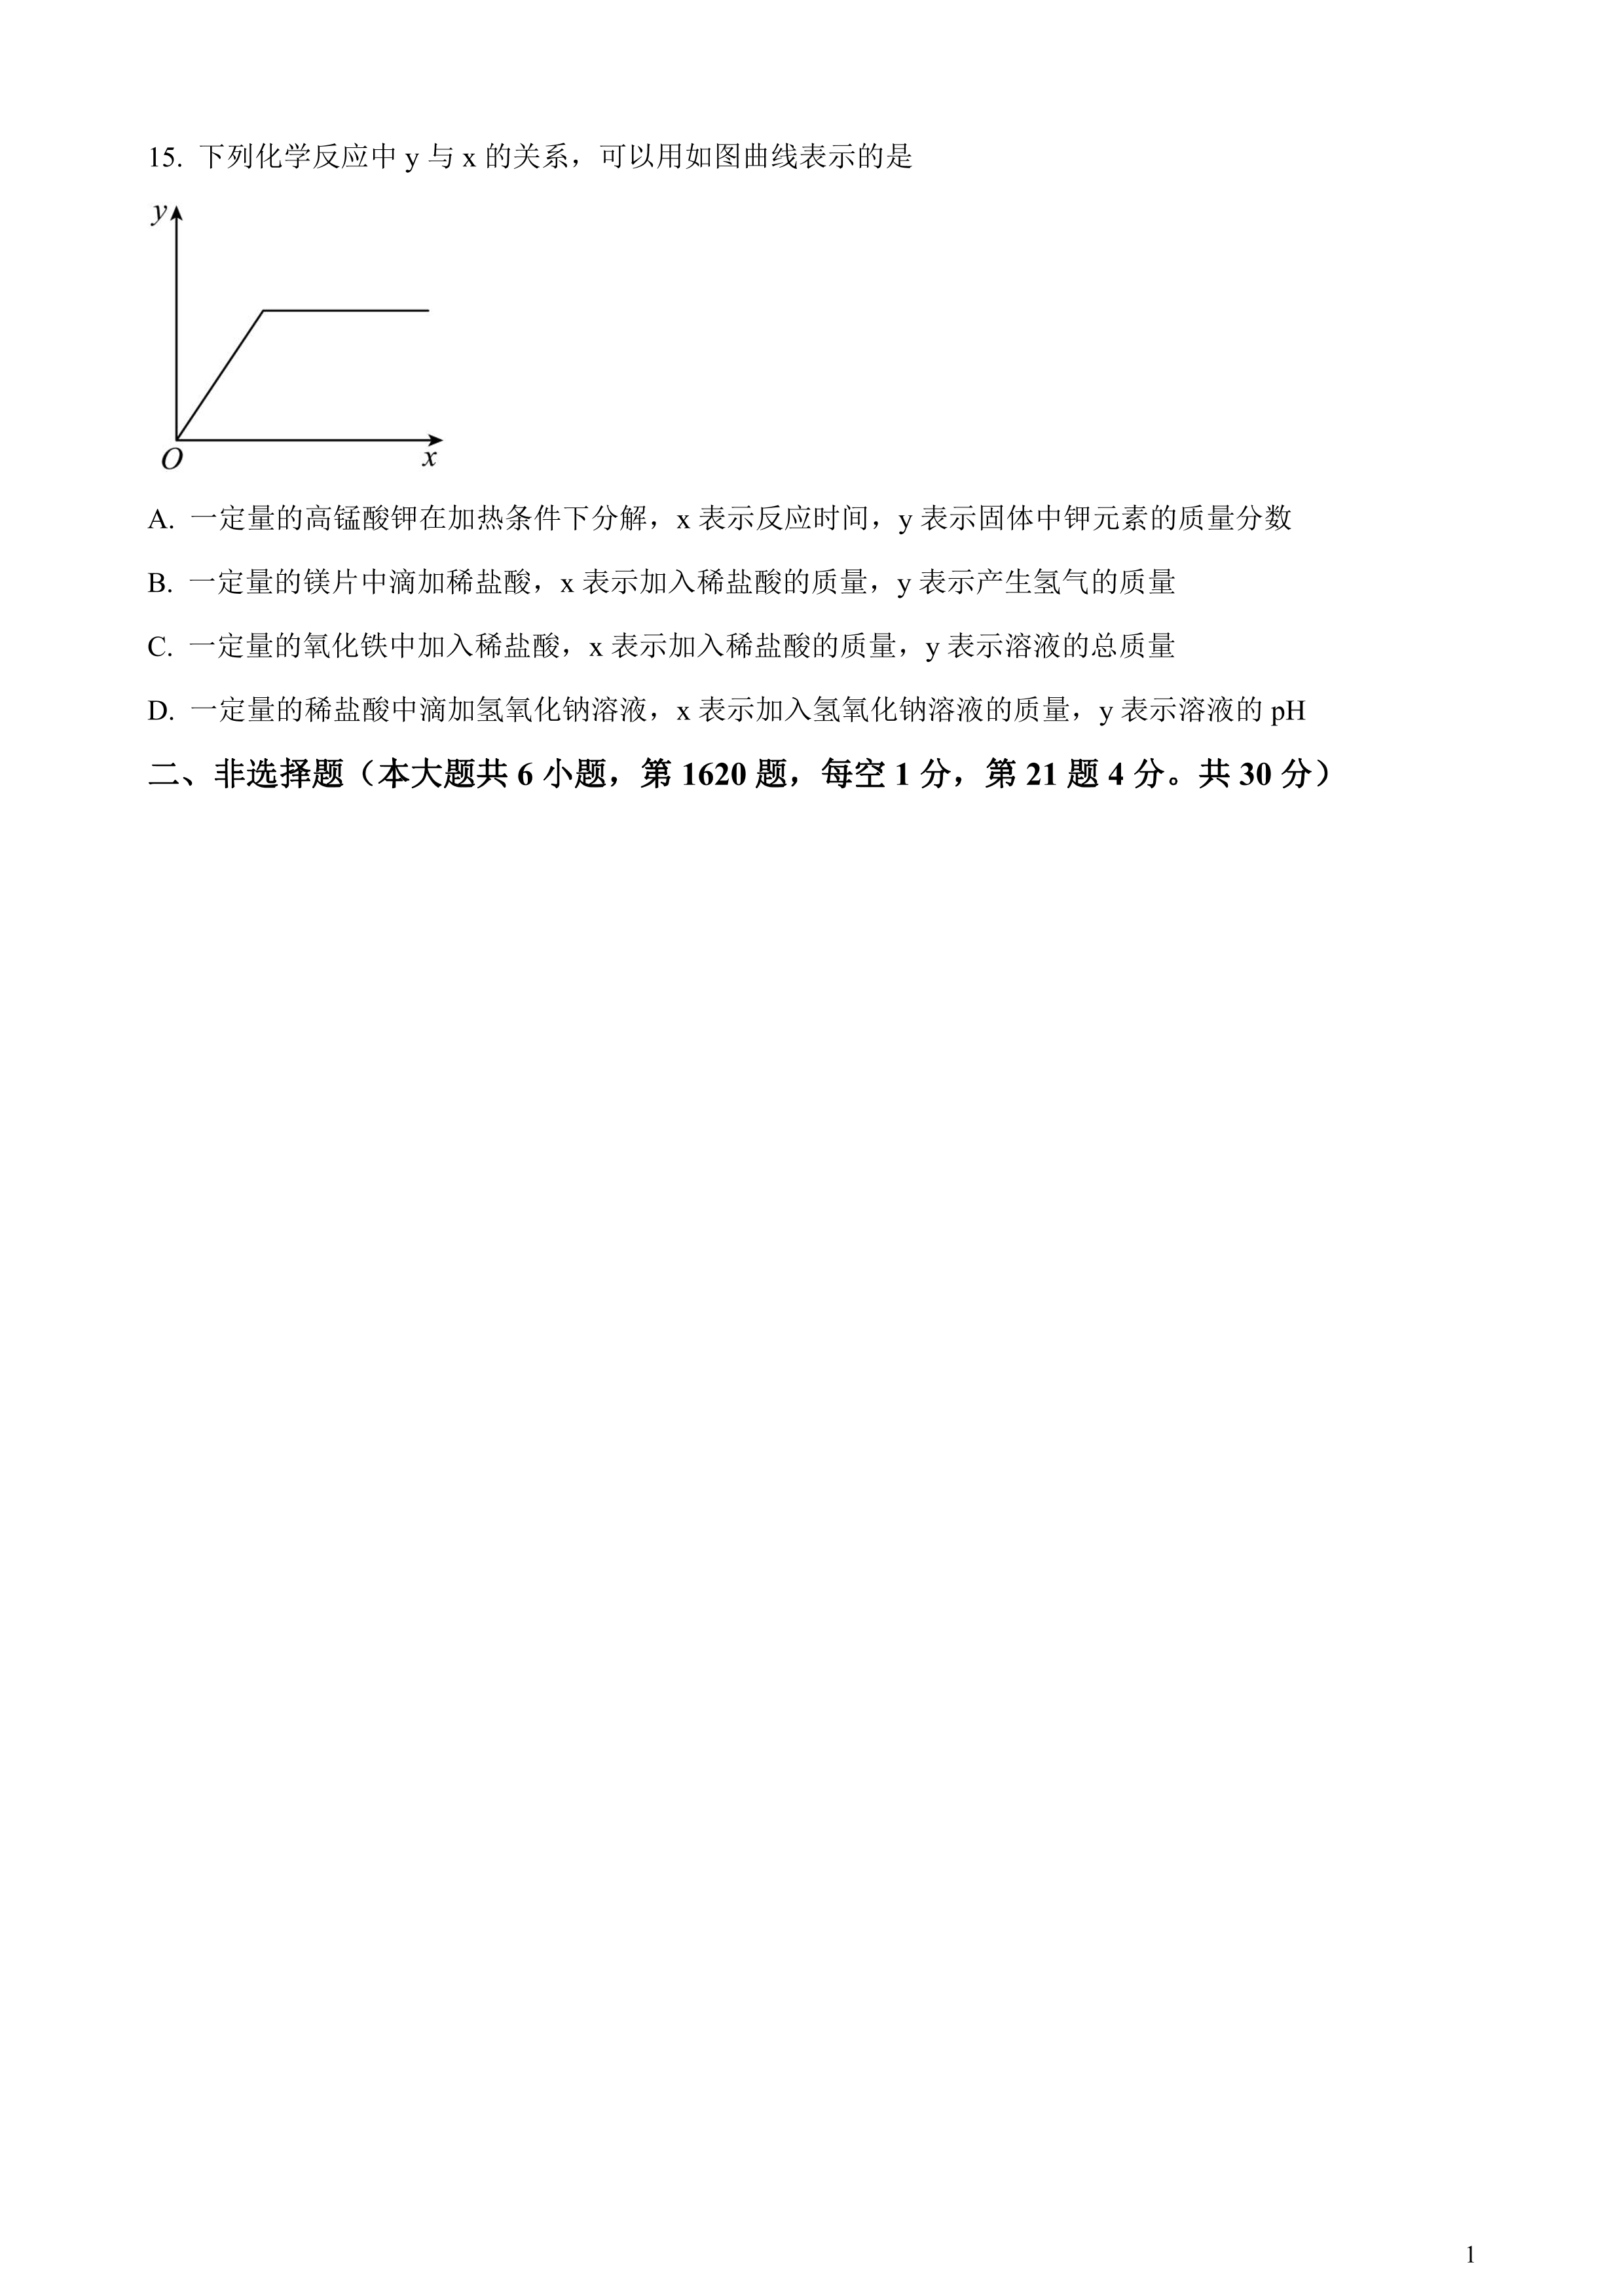 15. 下列化学反应中 y 与 x 的关系，可以用如图曲线表示的是
y
O
x
A. 一定量的高锰酸钾在加热条件下分解，x 表示反应时间，y 表示固体中钾元素的质量分数
B. 一定量的镁片中滴加稀盐酸，x 表示加入稀盐酸的质量，y 表示产生氢气的质量
C. 一定量的氧化铁中加入稀盐酸，x 表示加入稀盐酸的质量，y 表示溶液的总质量
D. 一定量的稀盐酸中滴加氢氧化钠溶液，x 表示加入氢氧化钠溶液的质量，y 表示溶液的 pH
二、非选择题（本大题共 6 小题，第 1620 题，每空 1 分，第 21 题 4 分。共 30 分）
1